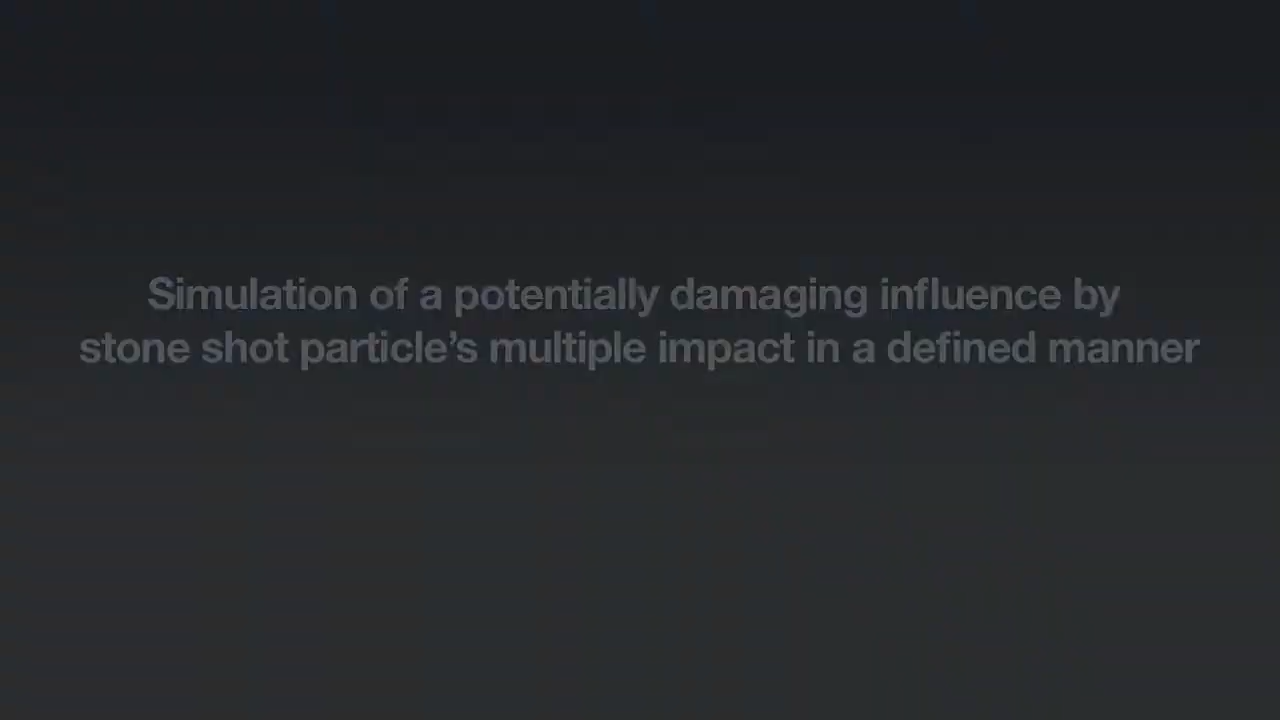 Simulation of a potentially damaging influence by
stone shot particle’s multiple impact in a defined manner